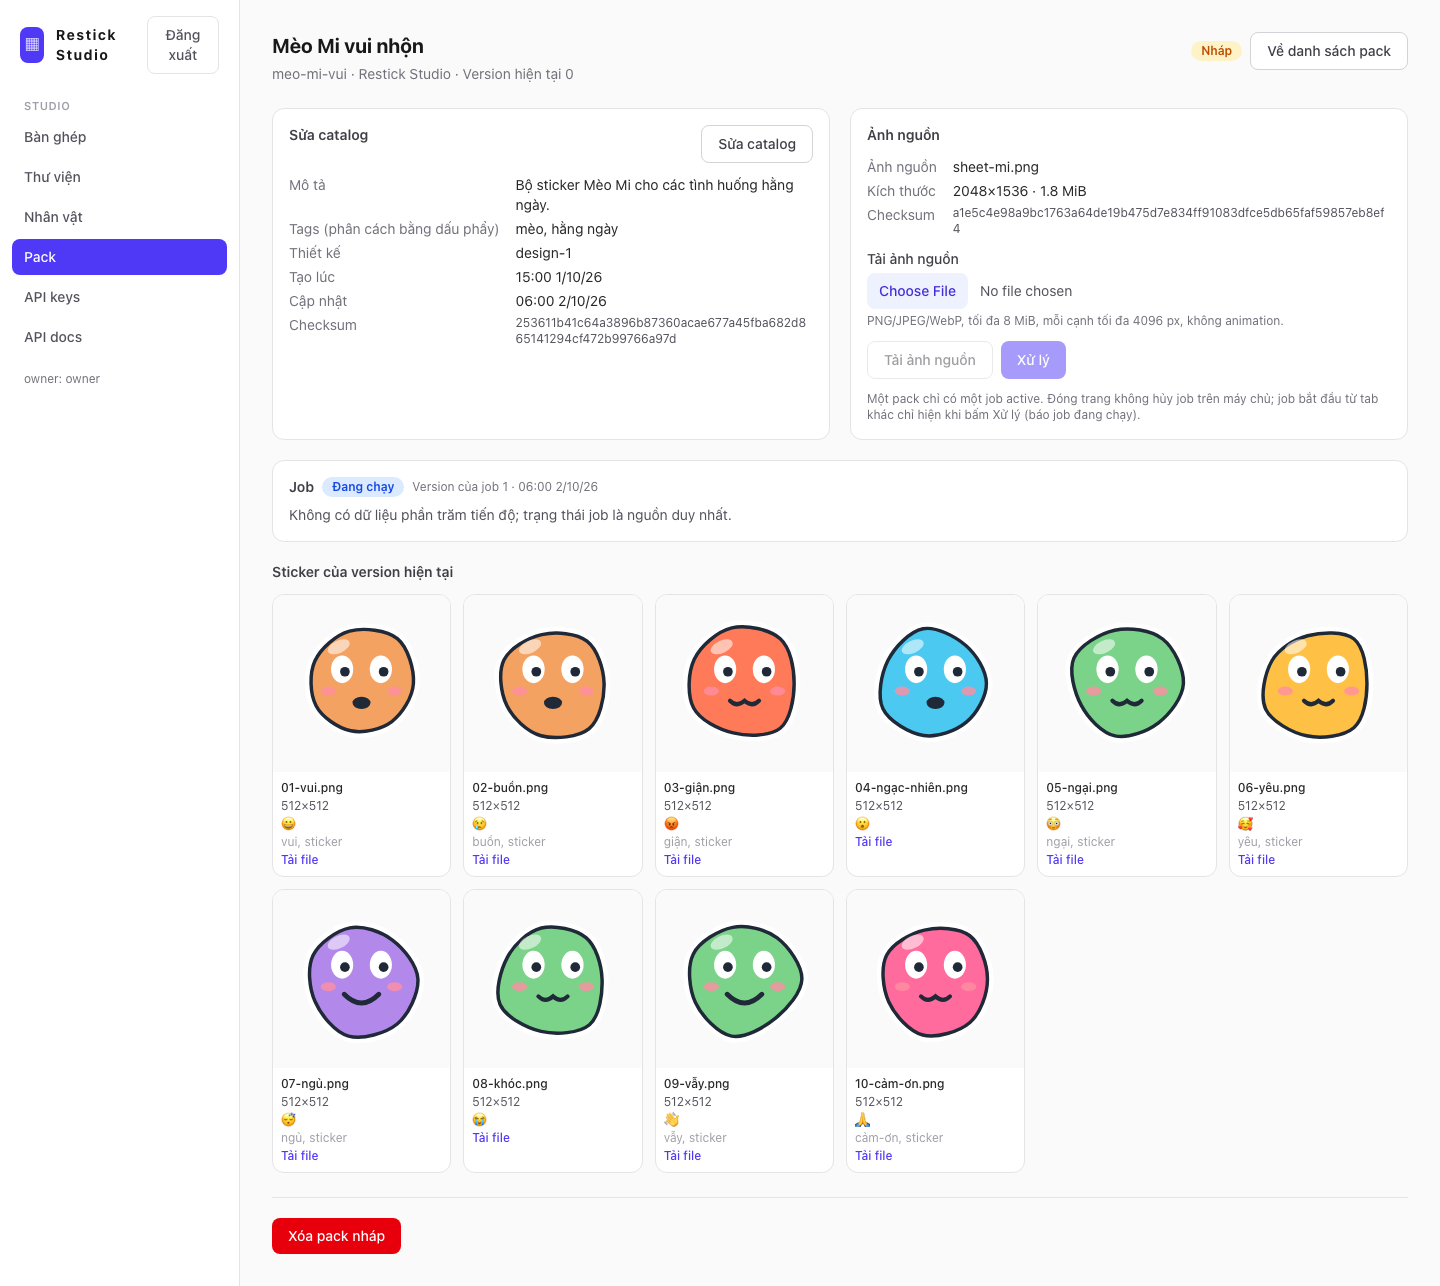 Restick
Studio
Đăng
xuất
STUDIO
Bàn ghép
Thư viện
Nhân vật
Pack
API keys
API docs
owner: owner
Mèo Mi vui nhộn
meo-mi-vui · Restick Studio · Version hiện tại 0
Nháp
Về danh sách pack
Sửa catalog
Sửa catalog
Mô tả
Bộ sticker Mèo Mi cho các tình huống hằng
ngày.
Tags (phân cách bằng dấu phẩy)
mèo, hằng ngày
Thiết kế
design-1
Tạo lúc
15:00 1/10/26
Cập nhật
06:00 2/10/26
Checksum
253611b41c64a3896b87360acae677a45fba682d8
65141294cf472b99766a97d
Ảnh nguồn
Ảnh nguồn
sheet-mi.png
Kích thước
2048×1536 · 1.8 MiB
Checksum
a1e5c4e98a9bc1763a64de19b475d7e834ff91083dfce5db65faf59857eb8ef
4
Tải ảnh nguồn
Choose File
No file chosen
PNG/JPEG/WebP, tối đa 8 MiB, mỗi cạnh tối đa 4096 px, không animation.
Tải ảnh nguồn
Xử lý
Một pack chỉ có một job active. Đóng trang không hủy job trên máy chủ; job bắt đầu từ tab
khác chỉ hiện khi bấm Xử lý (báo job đang chạy).
Job
Đang chạy
Version của job 1 · 06:00 2/10/26
Không có dữ liệu phần trăm tiến độ; trạng thái job là nguồn duy nhất.
Sticker của version hiện tại
01-vui.png
512×512
😀
vui, sticker
Tải file
02-buồn.png
512×512
😢
buồn, sticker
Tải file
03-giận.png
512×512
😡
giận, sticker
Tải file
04-ngạc-nhiên.png
512×512
😮
Tải file
05-ngại.png
512×512
😳
ngại, sticker
Tải file
06-yêu.png
512×512
🥰
yêu, sticker
Tải file
07-ngủ.png
512×512
😴
ngủ, sticker
Tải file
08-khóc.png
512×512
😭
Tải file
09-vẫy.png
512×512
👋
vẫy, sticker
Tải file
10-cảm-ơn.png
512×512
🙏
cảm-ơn, sticker
Tải file
Xóa pack nháp